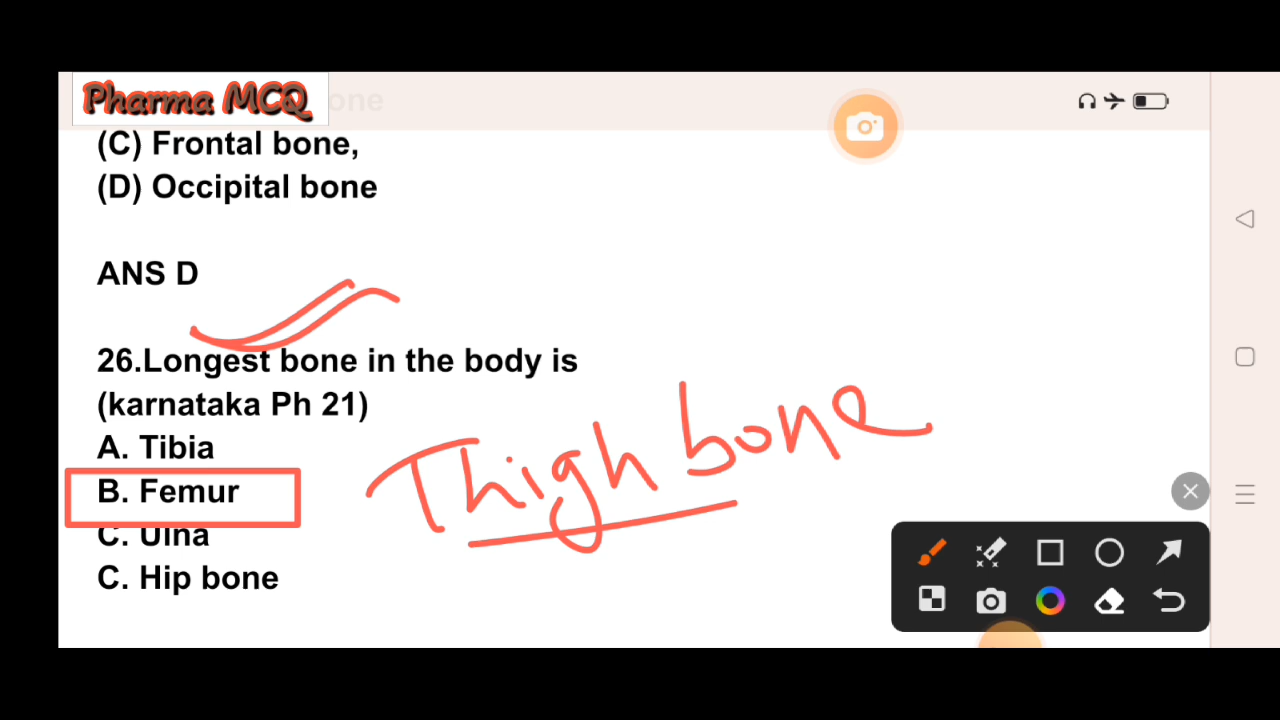 Pharma MCQ one
(C) Frontal bone,
(D) Occipital bone
ANS D
26.Longest bone in the body is
(karnataka Ph 21)
A. Tibia
B. Femur
C. Ulna
C. Hip bone
Thigh bone